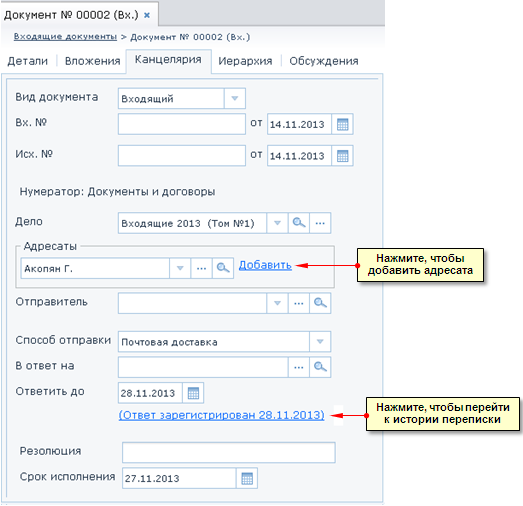 Документ № 00002 (Вх.) ×
Входящие документы > Документ № 00002 (Вх.)
Детали Вложения Канцелярия Иерархия Обсуждения
Вид документа Входящий
Вх. № от 14.11.2013
Исх. № от 14.11.2013
Нумератор: Документы и договоры
Дело Входящие 2013 (Том №1) ...
Адресаты
Акопян Г. ... Добавить
Нажмите, чтобы
добавить адресата
Отправитель ...
Способ отправки Почтовая доставка
В ответ на ...
Ответить до 28.11.2013
(Ответ зарегистрирован 28.11.2013)
Нажмите, чтобы перейти
к истории переписки
Резолюция
Срок исполнения 27.11.2013